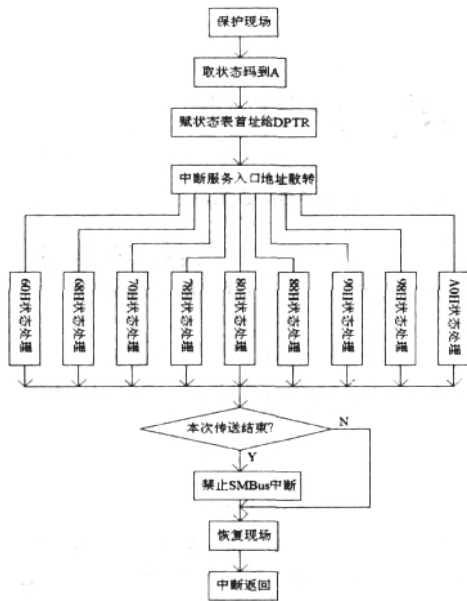 保护现场
取状态码到A
赋状态表首址给DPTR
中断服务入口地址散转
60H状态处理
68H状态处理
70H状态处理
78H状态处理
80H状态处理
88H状态处理
90H状态处理
98H状态处理
A0H状态处理
本次传送结束?
N
Y
禁止SMBus中断
恢复现场
中断返回